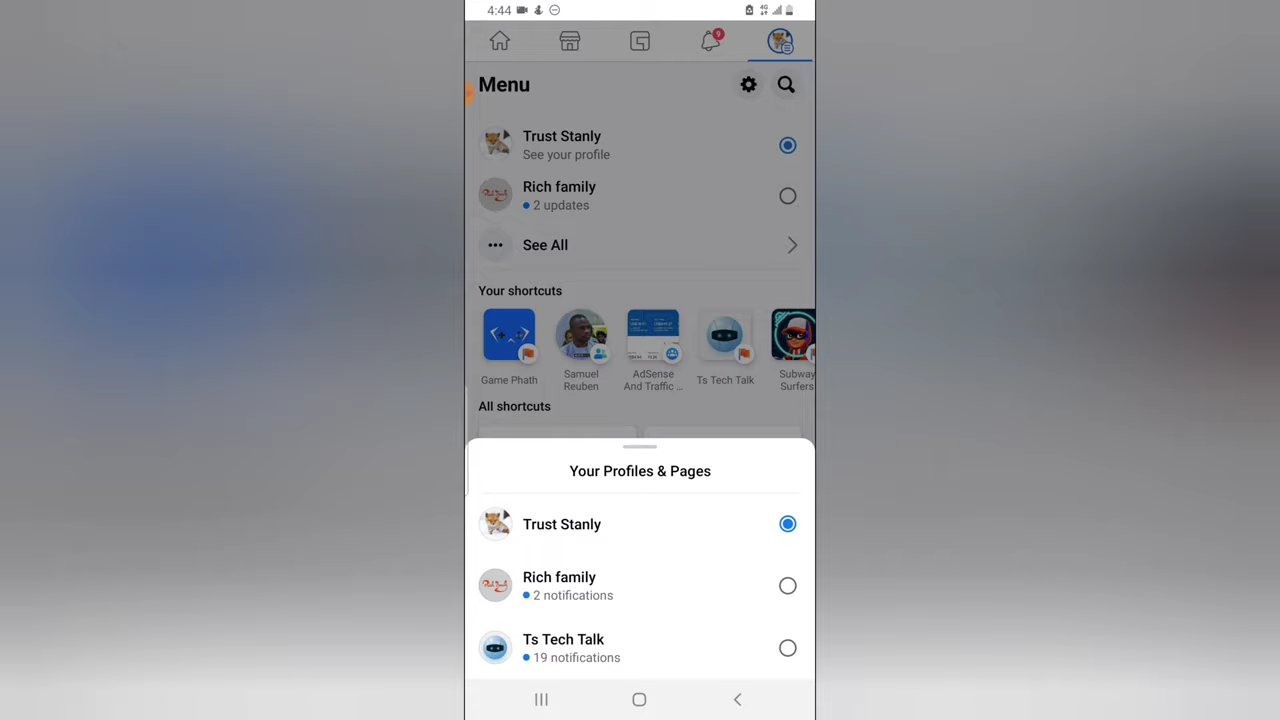 4:44
4G
9
Menu
Trust Stanly
See your profile
Rich family
2 updates
See All
Your shortcuts
Game Phath
Samuel
Reuben
AdSense
And Traffic ...
Ts Tech Talk
Subway
Surfers
All shortcuts
Your Profiles & Pages
Trust Stanly
Rich family
2 notifications
Ts Tech Talk
19 notifications